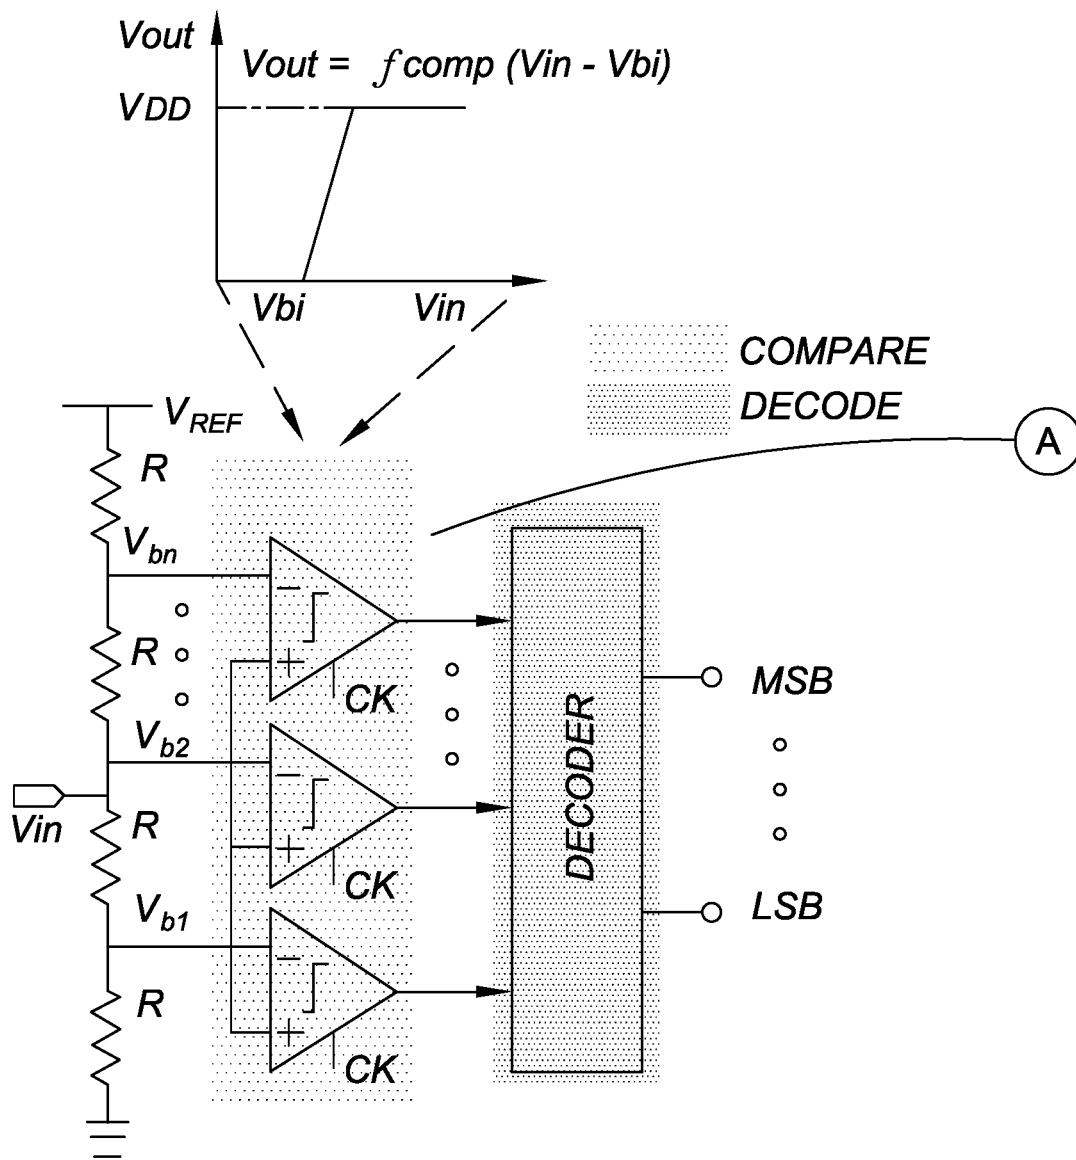 Vout
Vout = fcomp (Vin - Vbi)
VDD
Vbi
Vin
COMPARE
DECODE
VREF
A
R
Vbn
R
CK
MSB
Vb2
DECODER
Vin
R
CK
Vb1
LSB
R
CK